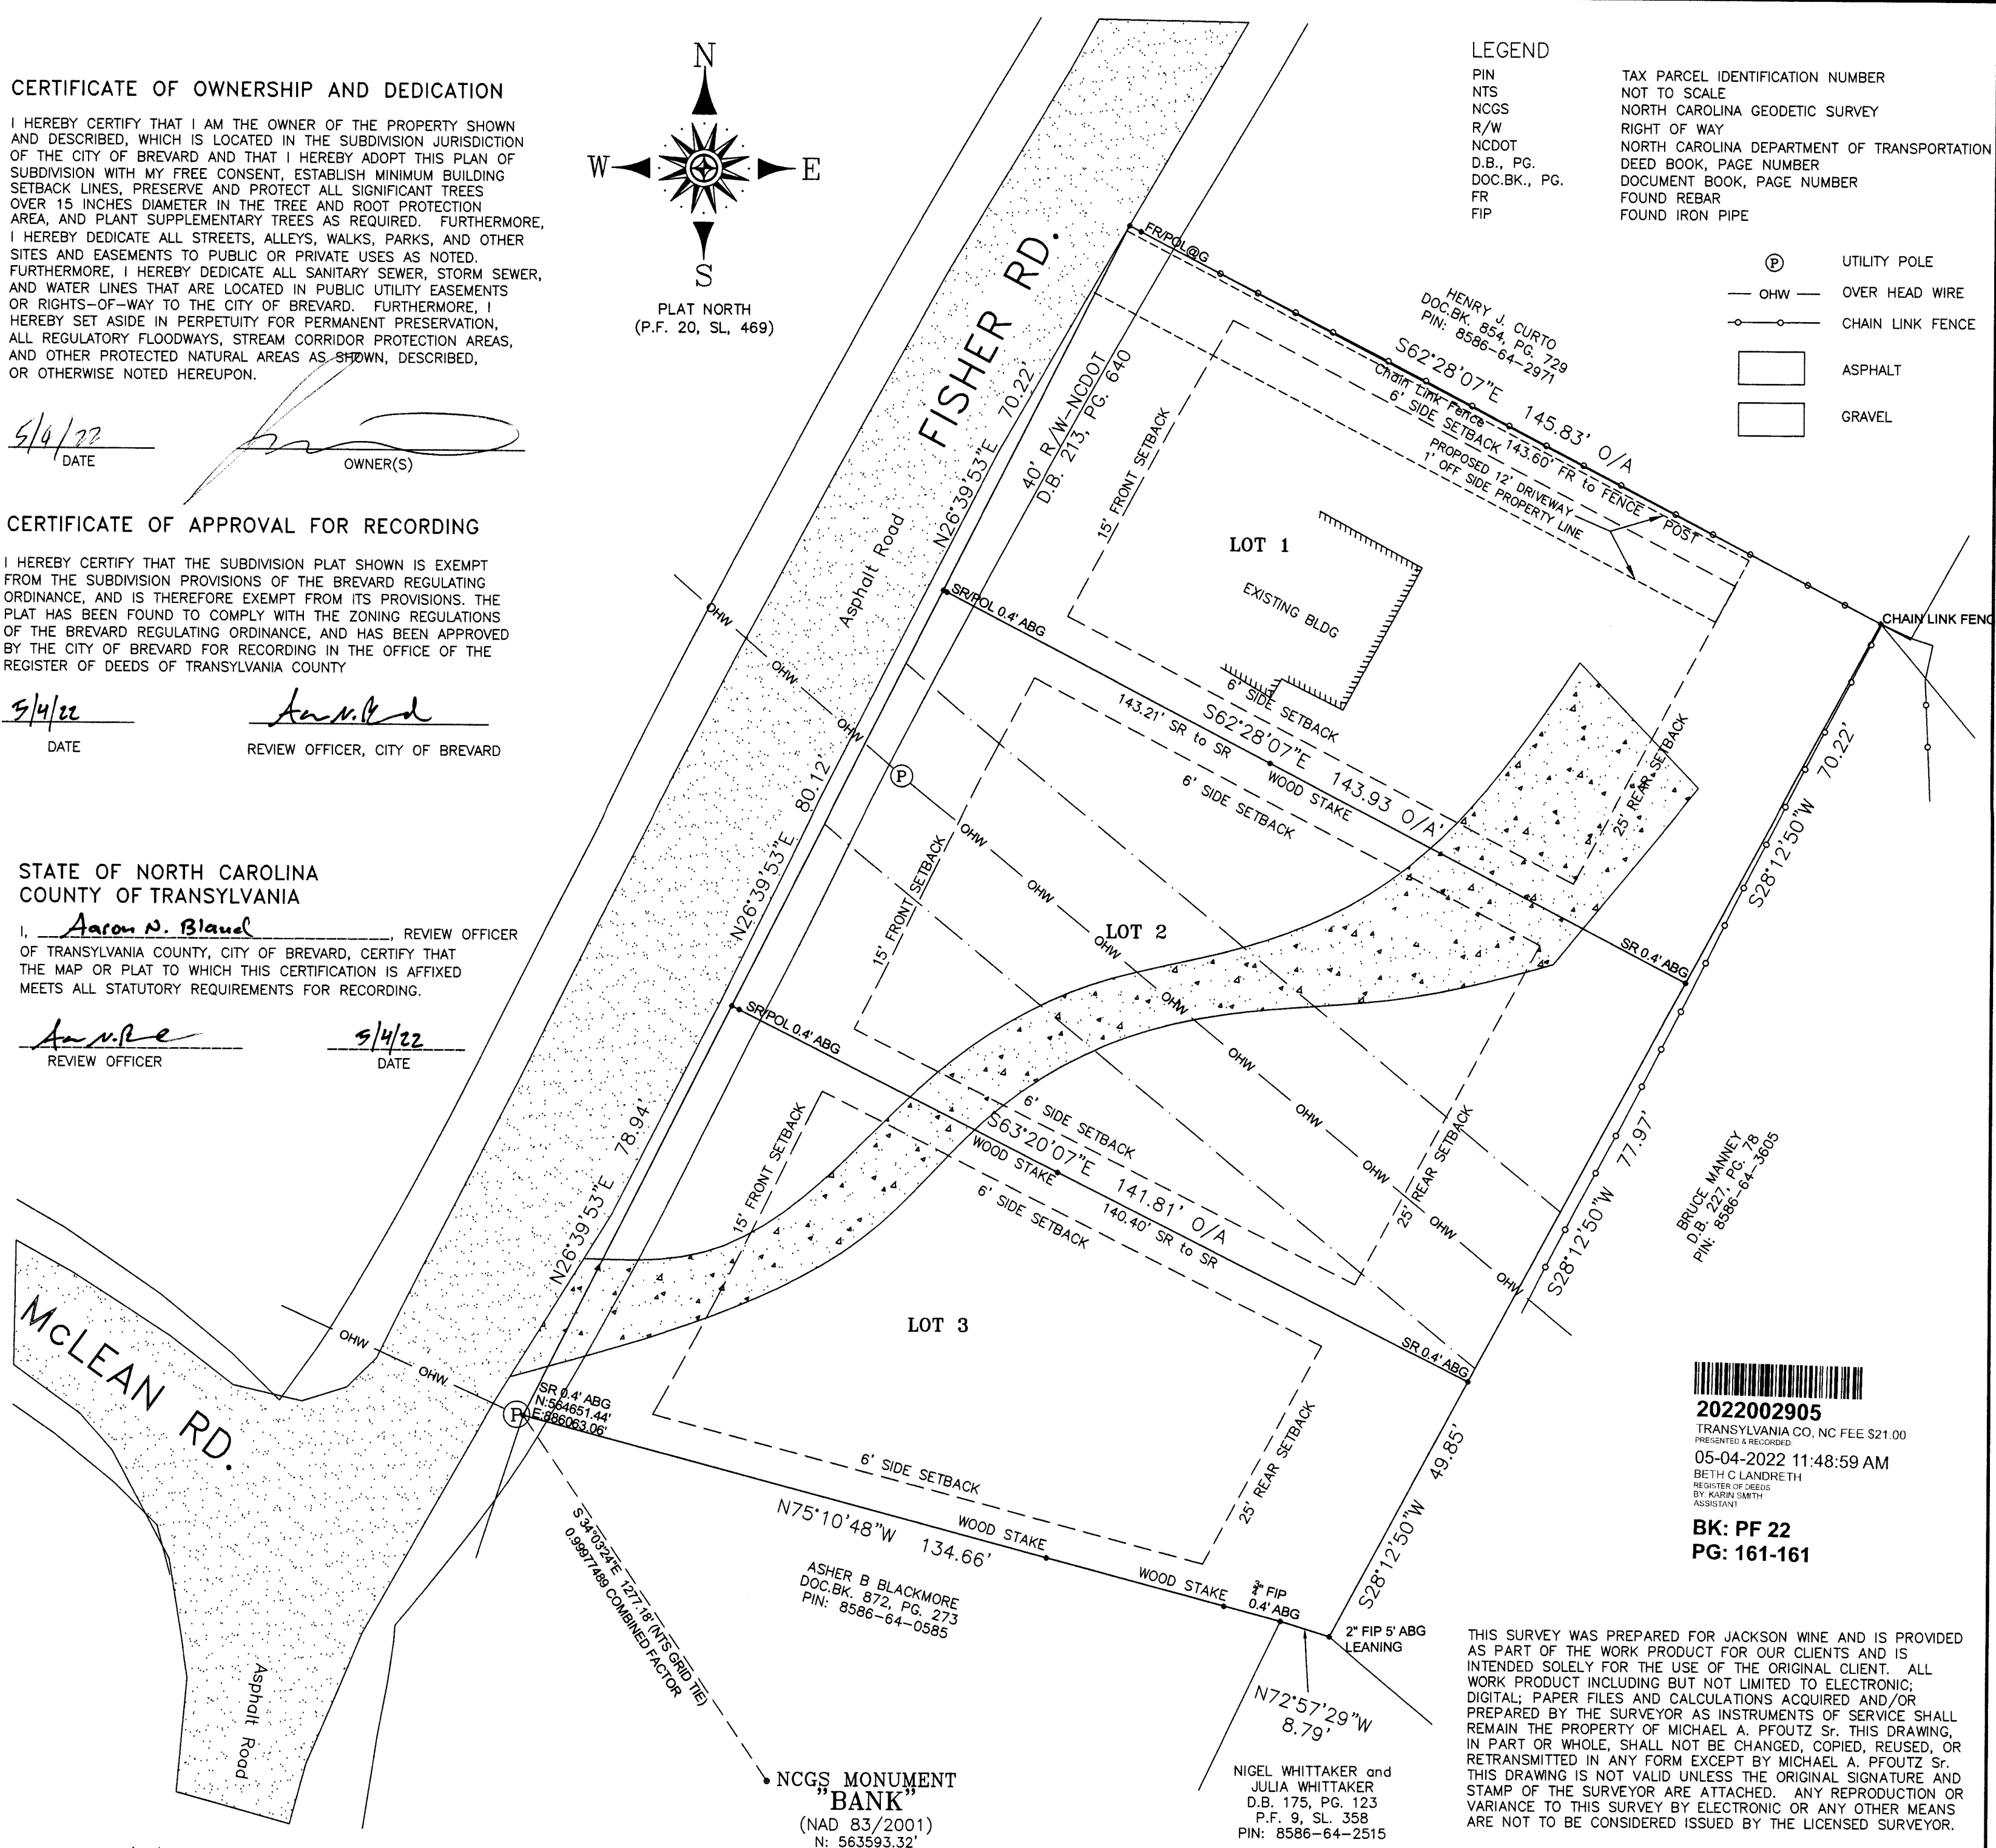 CERTIFICATE OF OWNERSHIP AND DEDICATION
I HEREBY CERTIFY THAT I AM THE OWNER OF THE PROPERTY SHOWN
AND DESCRIBED, WHICH IS LOCATED IN THE SUBDIVISION JURISDICTION
OF THE CITY OF BREVARD AND THAT I HEREBY ADOPT THIS PLAN OF
SUBDIVISION WITH MY FREE CONSENT, ESTABLISH MINIMUM BUILDING
SETBACK LINES, PRESERVE AND PROTECT ALL SIGNIFICANT TREES
OVER 15 INCHES DIAMETER IN THE TREE AND ROOT PROTECTION
AREA, AND PLANT SUPPLEMENTARY TREES AS REQUIRED. FURTHERMORE,
I HEREBY DEDICATE ALL STREETS, ALLEYS, WALKS, PARKS, AND OTHER
SITES AND EASEMENTS TO PUBLIC OR PRIVATE USES AS NOTED.
FURTHERMORE, I HEREBY DEDICATE ALL SANITARY SEWER, STORM SEWER,
AND WATER LINES THAT ARE LOCATED IN PUBLIC UTILITY EASEMENTS
OR RIGHTS-OF-WAY TO THE CITY OF BREVARD. FURTHERMORE, I
HEREBY SET ASIDE IN PERPETUITY FOR PERMANENT PRESERVATION,
ALL REGULATORY FLOODWAYS, STREAM CORRIDOR PROTECTION AREAS,
AND OTHER PROTECTED NATURAL AREAS AS SHOWN, DESCRIBED,
OR OTHERWISE NOTED HEREUPON.
5/4/22
DATE
OWNER(S)
CERTIFICATE OF APPROVAL FOR RECORDING
I HEREBY CERTIFY THAT THE SUBDIVISION PLAT SHOWN IS EXEMPT
FROM THE SUBDIVISION PROVISIONS OF THE BREVARD REGULATING
ORDINANCE, AND IS THEREFORE EXEMPT FROM ITS PROVISIONS. THE
PLAT HAS BEEN FOUND TO COMPLY WITH THE ZONING REGULATIONS
OF THE BREVARD REGULATING ORDINANCE, AND HAS BEEN APPROVED
BY THE CITY OF BREVARD FOR RECORDING IN THE OFFICE OF THE
REGISTER OF DEEDS OF TRANSYLVANIA COUNTY
5/4/22
DATE
REVIEW OFFICER, CITY OF BREVARD
STATE OF NORTH CAROLINA
COUNTY OF TRANSYLVANIA
I, Aaron N. Bland, REVIEW OFFICER
OF TRANSYLVANIA COUNTY, CITY OF BREVARD, CERTIFY THAT
THE MAP OR PLAT TO WHICH THIS CERTIFICATION IS AFFIXED
MEETS ALL STATUTORY REQUIREMENTS FOR RECORDING.
REVIEW OFFICER
5/4/22
DATE
N
W
E
S
PLAT NORTH
(P.F. 20, SL, 469)
LEGEND
PIN TAX PARCEL IDENTIFICATION NUMBER
NTS NOT TO SCALE
NCGS NORTH CAROLINA GEODETIC SURVEY
R/W RIGHT OF WAY
NCDOT NORTH CAROLINA DEPARTMENT OF TRANSPORTATION
D.B., PG. DEED BOOK, PAGE NUMBER
DOC.BK., PG. DOCUMENT BOOK, PAGE NUMBER
FR FOUND REBAR
FIP FOUND IRON PIPE
P UTILITY POLE
OHW OVER HEAD WIRE
CHAIN LINK FENCE
ASPHALT
GRAVEL
FISHER RD.
Asphalt Road
N26°39'53"E 70.22'
40' R/W-NCDOT
D.B. 213, PG. 640
FR/POL@G
HENRY J. CURTO
DOC.BK. 854, PG. 729
PIN: 8586-64-2971
S62°28'07"E 145.83' O/A
Chain Link Fence
143.60' FR to FENCE POST
6' SIDE SETBACK
PROPOSED 12' DRIVEWAY
1' OFF SIDE PROPERTY LINE
15' FRONT SETBACK
LOT 1
EXISTING BLDG
6' SIDE SETBACK
25' REAR SETBACK
CHAIN LINK FENC
S28°12'50"W 70.22'
SR/POL 0.4' ABG
S62°28'07"E 143.93 O/A'
143.21' SR to SR
WOOD STAKE
6' SIDE SETBACK
SR 0.4' ABG
OHW
OHW
OHW
P
OHW
OHW
OHW
OHW
OHW
OHW
OHW
OHW
OHW
N26°39'53"E 80.12'
15' FRONT SETBACK
LOT 2
25' REAR SETBACK
6' SIDE SETBACK
S28°12'50"W 77.97'
BRUCE MANNEY
D.B. 227, PG. 78
PIN: 8586-64-3605
SR/POL 0.4' ABG
S63°20'07"E 141.81' O/A
WOOD STAKE
140.40' SR to SR
6' SIDE SETBACK
SR 0.4' ABG
N26°39'53"E 78.94'
15' FRONT SETBACK
LOT 3
25' REAR SETBACK
6' SIDE SETBACK
S28°12'50"W 49.85'
McLEAN RD.
Asphalt Road
OHW
OHW
P
SR 0.4' ABG
N:564651.44'
E:886063.06'
N75°10'48"W 134.66'
WOOD STAKE
WOOD STAKE
ASHER B BLACKMORE
DOC.BK. 872, PG. 273
PIN: 8586-64-0585
3/4" FIP
0.4' ABG
2" FIP 5' ABG
LEANING
N72°57'29"W
8.79'
NIGEL WHITTAKER and
JULIA WHITTAKER
D.B. 175, PG. 123
P.F. 9, SL. 358
PIN: 8586-64-2515
S 34°03'24"E 1277.18' (NTS GRID TIE)
0.99977489 COMBINED FACTOR
NCGS MONUMENT
"BANK"
(NAD 83/2001)
N: 563593.32'
2022002905
TRANSYLVANIA CO, NC FEE $21.00
PRESENTED & RECORDED:
05-04-2022 11:48:59 AM
BETH C LANDRETH
REGISTER OF DEEDS
BY: KARIN SMITH
ASSISTANT
BK: PF 22
PG: 161-161
THIS SURVEY WAS PREPARED FOR JACKSON WINE AND IS PROVIDED
AS PART OF THE WORK PRODUCT FOR OUR CLIENTS AND IS
INTENDED SOLELY FOR THE USE OF THE ORIGINAL CLIENT. ALL
WORK PRODUCT INCLUDING BUT NOT LIMITED TO ELECTRONIC;
DIGITAL; PAPER FILES AND CALCULATIONS ACQUIRED AND/OR
PREPARED BY THE SURVEYOR AS INSTRUMENTS OF SERVICE SHALL
REMAIN THE PROPERTY OF MICHAEL A. PFOUTZ Sr. THIS DRAWING,
IN PART OR WHOLE, SHALL NOT BE CHANGED, COPIED, REUSED, OR
RETRANSMITTED IN ANY FORM EXCEPT BY MICHAEL A. PFOUTZ Sr.
THIS DRAWING IS NOT VALID UNLESS THE ORIGINAL SIGNATURE AND
STAMP OF THE SURVEYOR ARE ATTACHED. ANY REPRODUCTION OR
VARIANCE TO THIS SURVEY BY ELECTRONIC OR ANY OTHER MEANS
ARE NOT TO BE CONSIDERED ISSUED BY THE LICENSED SURVEYOR.